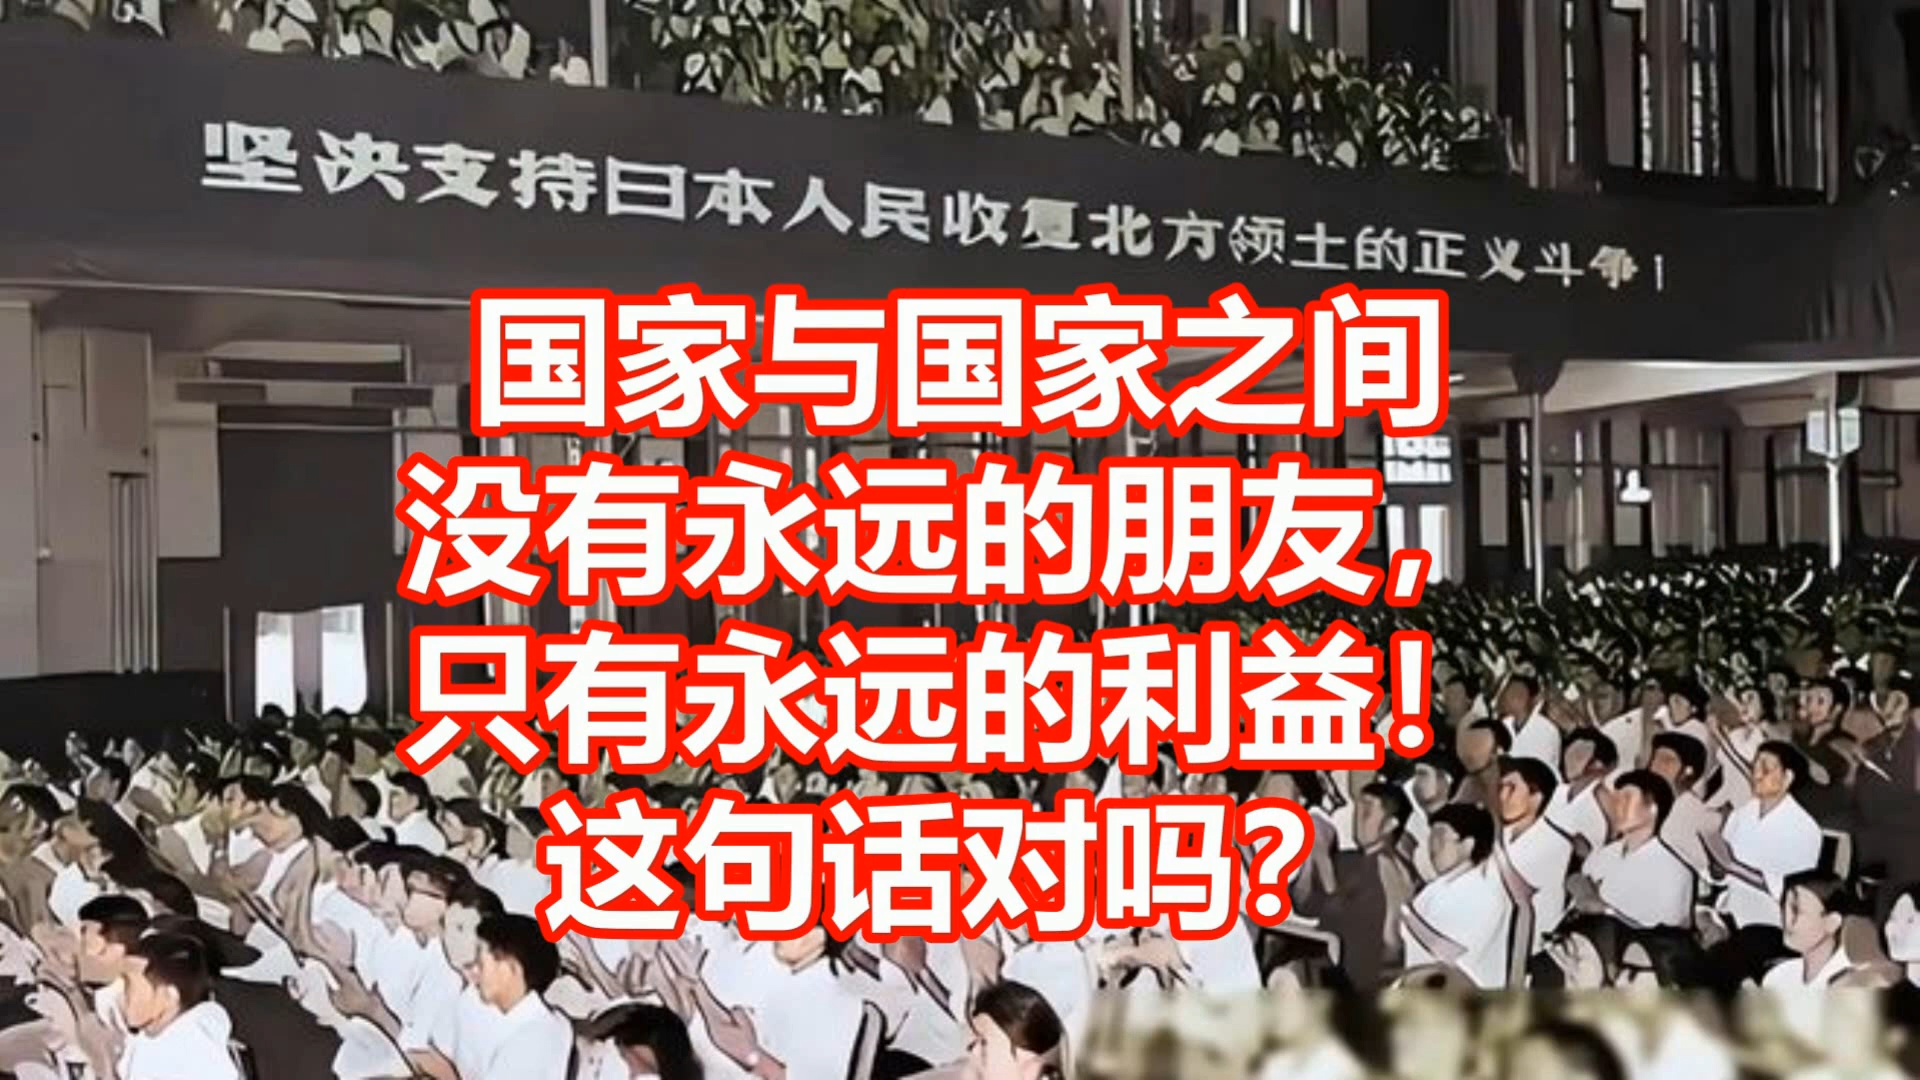 坚决支持日本人民收复北方领土的正义斗争！
国家与国家之间
没有永远的朋友，
只有永远的利益！
这句话对吗？